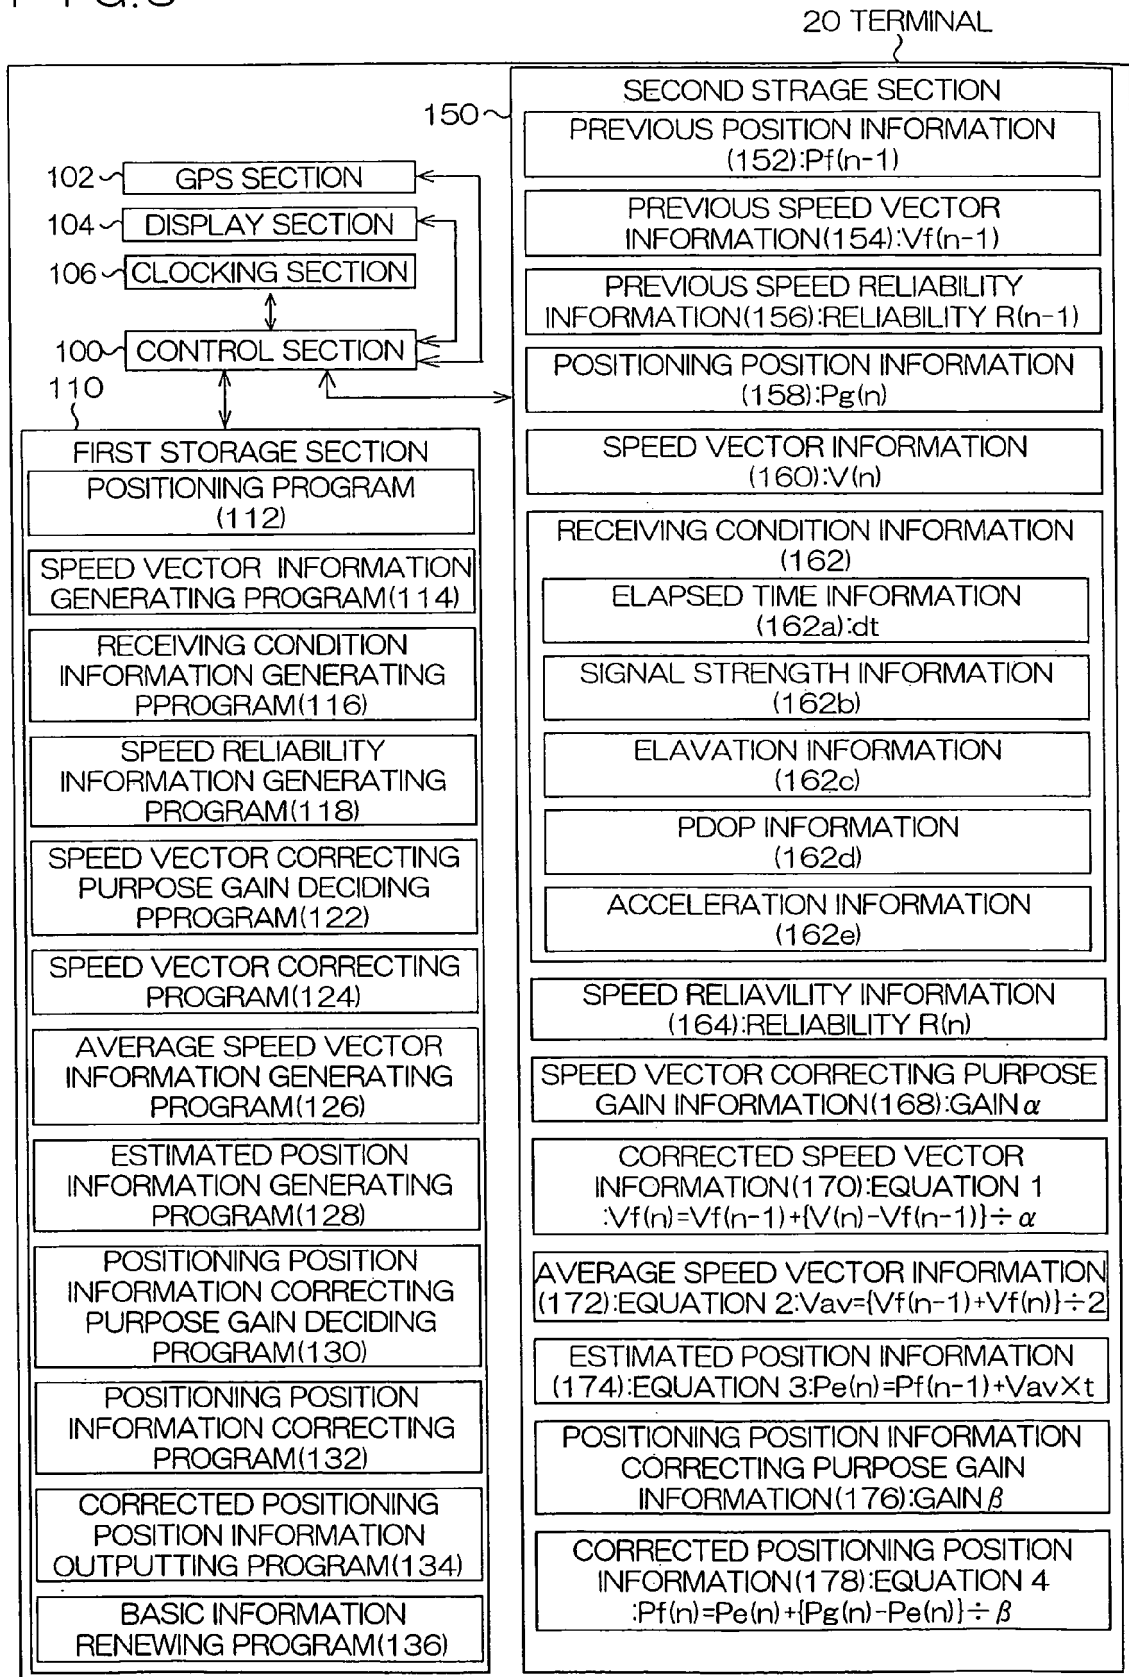 20 TERMINAL
150
SECOND STRAGE SECTION
PREVIOUS POSITION INFORMATION
(152):Pf(n-1)
PREVIOUS SPEED VECTOR
INFORMATION(154):Vf(n-1)
PREVIOUS SPEED RELIABILITY
INFORMATION(156):RELIABILITY R(n-1)
POSITIONING POSITION INFORMATION
(158):Pg(n)
SPEED VECTOR INFORMATION
(160):V(n)
RECEIVING CONDITION INFORMATION
(162)
ELAPSED TIME INFORMATION
(162a):dt
SIGNAL STRENGTH INFORMATION
(162b)
ELAVATION INFORMATION
(162c)
PDOP INFORMATION
(162d)
ACCELERATION INFORMATION
(162e)
SPEED RELIAVILITY INFORMATION
(164):RELIABILITY R(n)
SPEED VECTOR CORRECTING PURPOSE
GAIN INFORMATION(168):GAIN α
CORRECTED SPEED VECTOR
INFORMATION(170):EQUATION 1
:Vf(n)=Vf(n-1)+{V(n)-Vf(n-1)}÷α
AVERAGE SPEED VECTOR INFORMATION
(172):EQUATION 2:Vav={Vf(n-1)+Vf(n)}÷2
ESTIMATED POSITION INFORMATION
(174):EQUATION 3:Pe(n)=Pf(n-1)+Vav×t
POSITIONING POSITION INFORMATION
CORRECTING PURPOSE GAIN
INFORMATION(176):GAIN β
CORRECTED POSITIONING POSITION
INFORMATION(178):EQUATION 4
:Pf(n)=Pe(n)+{Pg(n)-Pe(n)}÷β
102
GPS SECTION
104
DISPLAY SECTION
106
CLOCKING SECTION
100
CONTROL SECTION
110
FIRST STORAGE SECTION
POSITIONING PROGRAM
(112)
SPEED VECTOR INFORMATION
GENERATING PROGRAM(114)
RECEIVING CONDITION
INFORMATION GENERATING
PPROGRAM(116)
SPEED RELIABILITY
INFORMATION GENERATING
PROGRAM(118)
SPEED VECTOR CORRECTING
PURPOSE GAIN DECIDING
PPROGRAM(122)
SPEED VECTOR CORRECTING
PROGRAM(124)
AVERAGE SPEED VECTOR
INFORMATION GENERATING
PROGRAM(126)
ESTIMATED POSITION
INFORMATION GENERATING
PROGRAM(128)
POSITIONING POSITION
INFORMATION CORRECTING
PURPOSE GAIN DECIDING
PROGRAM(130)
POSITIONING POSITION
INFORMATION CORRECTING
PROGRAM(132)
CORRECTED POSITIONING
POSITION INFORMATION
OUTPUTTING PROGRAM(134)
BASIC INFORMATION
RENEWING PROGRAM(136)